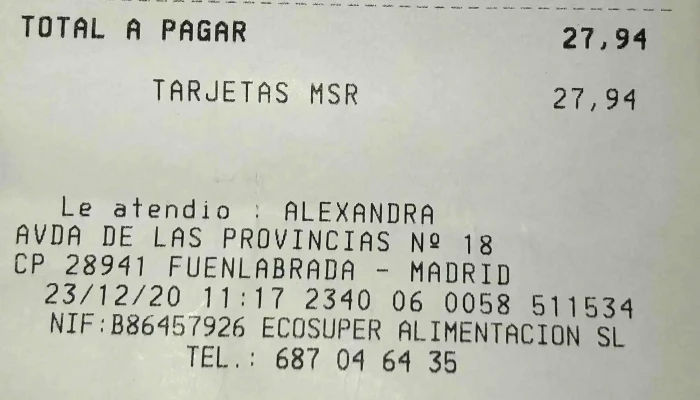 TOTAL A PAGAR 27,94
TARJETAS MSR 27,94
Le atendio : ALEXANDRA
AVDA DE LAS PROVINCIAS Nº 18
CP 28941 FUENLABRADA - MADRID
23/12/20 11:17 2340 06 0058 511534
NIF:B86457926 ECOSUPER ALIMENTACION SL
TEL.: 687 04 64 35